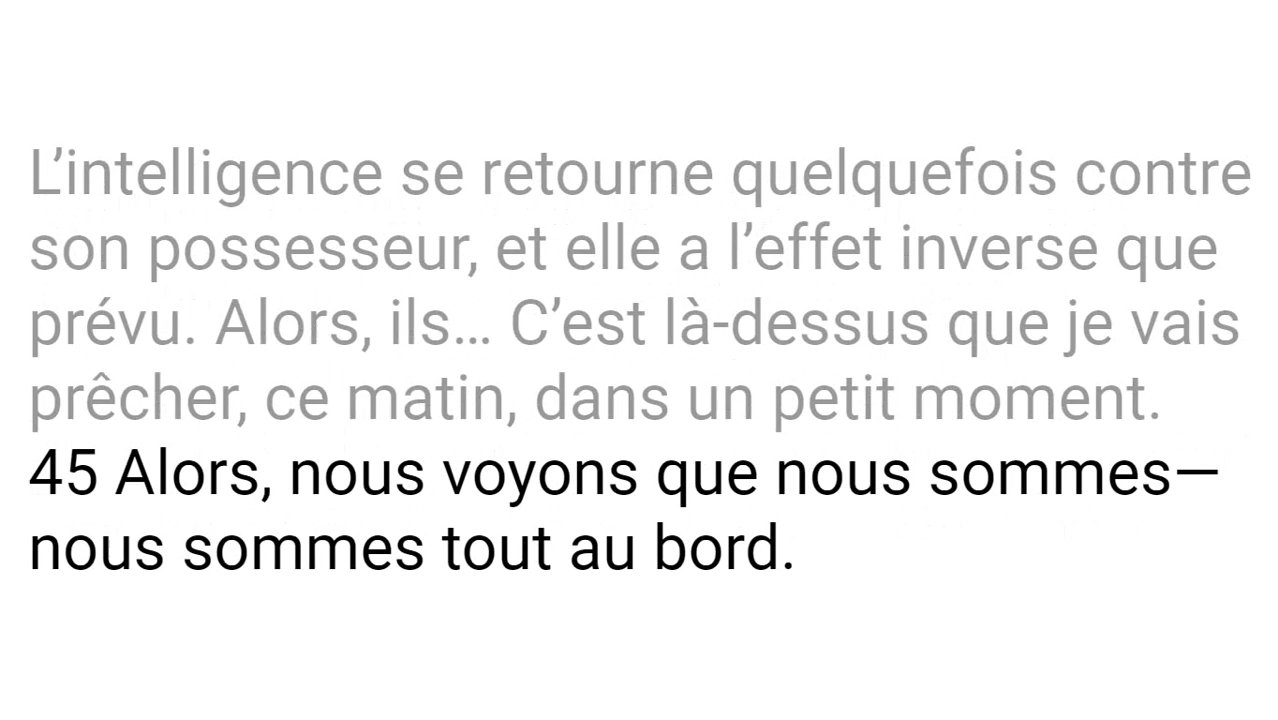 L’intelligence se retourne quelquefois contre
son possesseur, et elle a l’effet inverse que
prévu. Alors, ils… C’est là-dessus que je vais
prêcher, ce matin, dans un petit moment.
45 Alors, nous voyons que nous sommes—
nous sommes tout au bord.